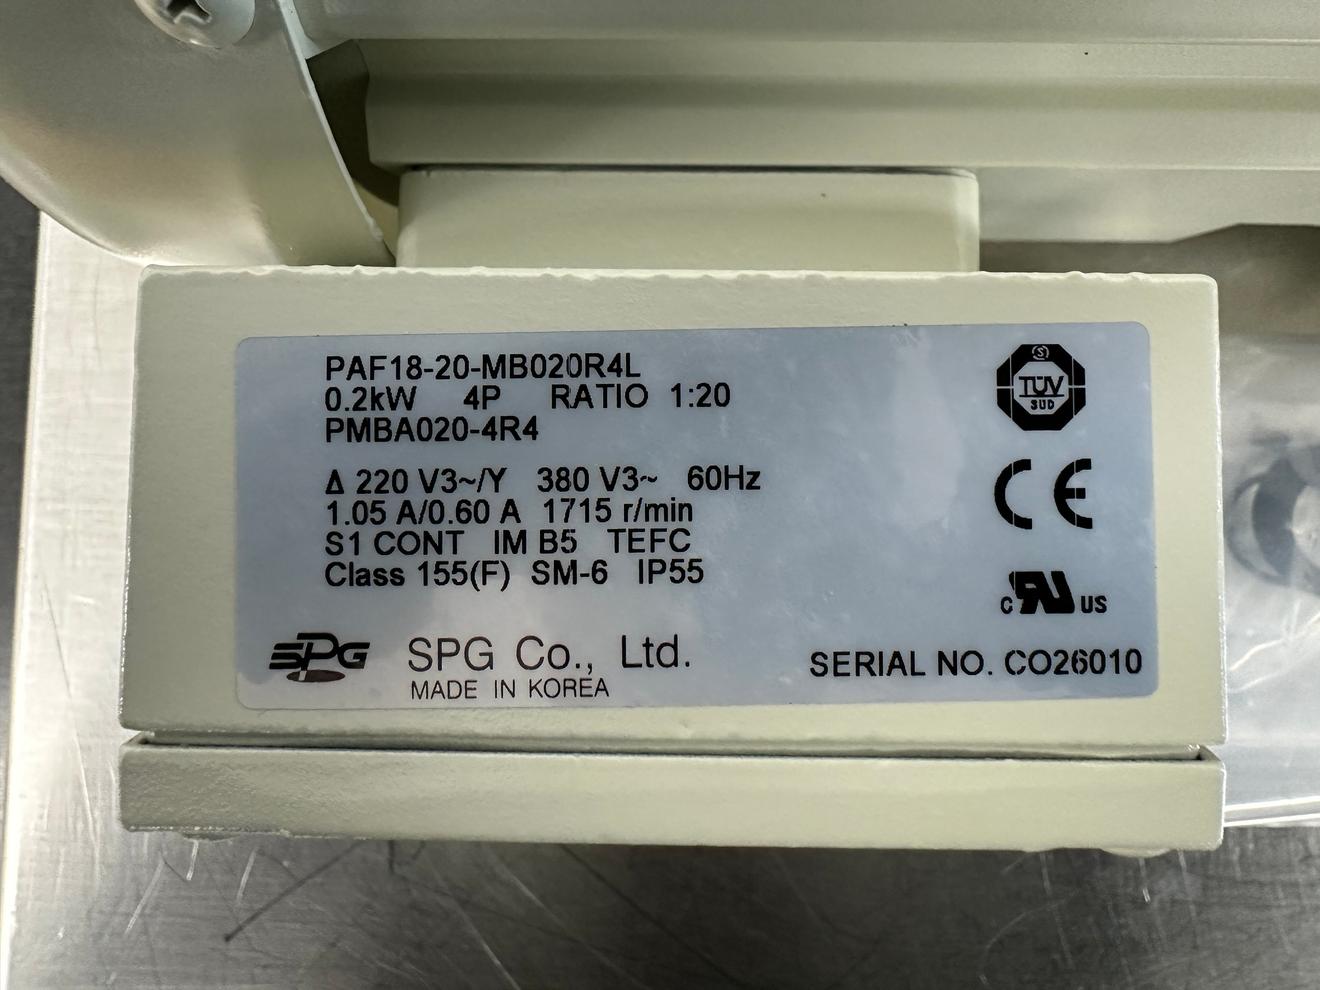 PAF18-20-MB020R4L
0.2kW 4P RATIO 1:20
PMBA020-4R4
Δ 220 V3~/Y 380 V3~ 60Hz
1.05 A/0.60 A 1715 r/min
S1 CONT IM B5 TEFC
Class 155(F) SM-6 IP55
SPG SPG Co., Ltd.
MADE IN KOREA
S
TÜV
SÜD
CE
c RU US
SERIAL NO. CO26010